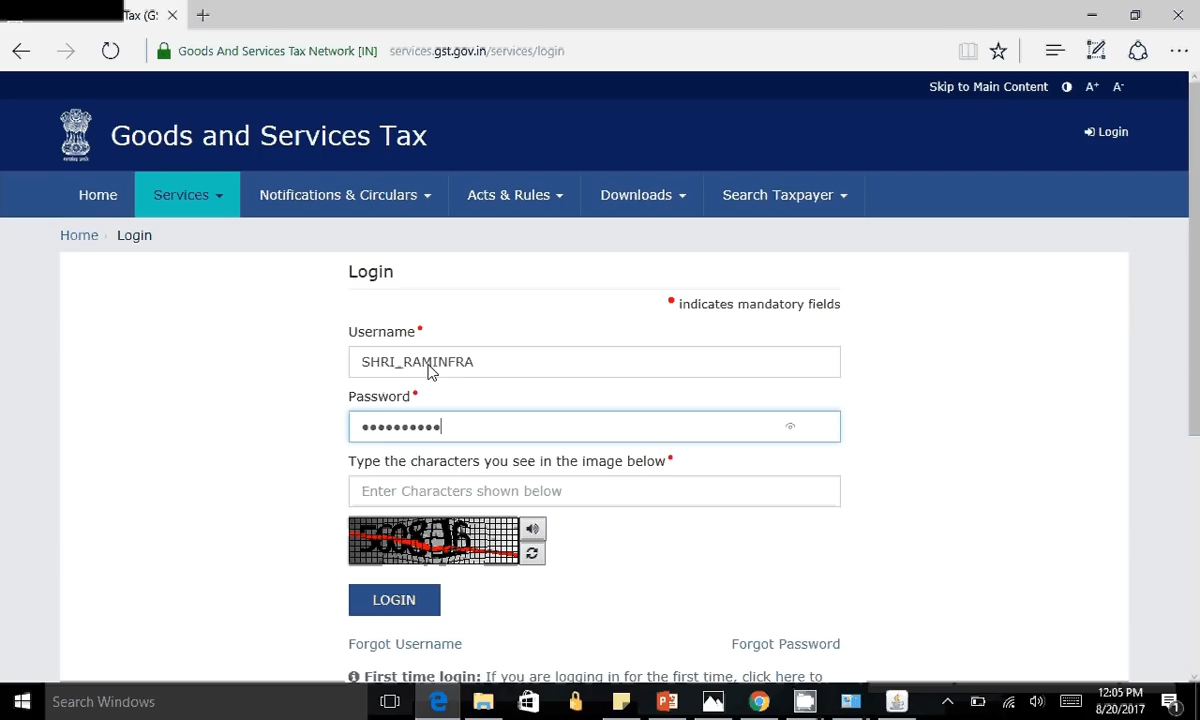 Tax (G:
Goods And Services Tax Network [IN] services.gst.gov.in/services/login
Skip to Main Content A+ A-
Goods and Services Tax
Login
Home Services Notifications & Circulars Acts & Rules Downloads Search Taxpayer
Home Login
Login
indicates mandatory fields
Username
SHRI_RAMINFRA
Password
Type the characters you see in the image below
Enter Characters shown below
LOGIN
Forgot Username Forgot Password
First time login: If you are logging in for the first time, click here to
Search Windows
12:05 PM
8/20/2017
1